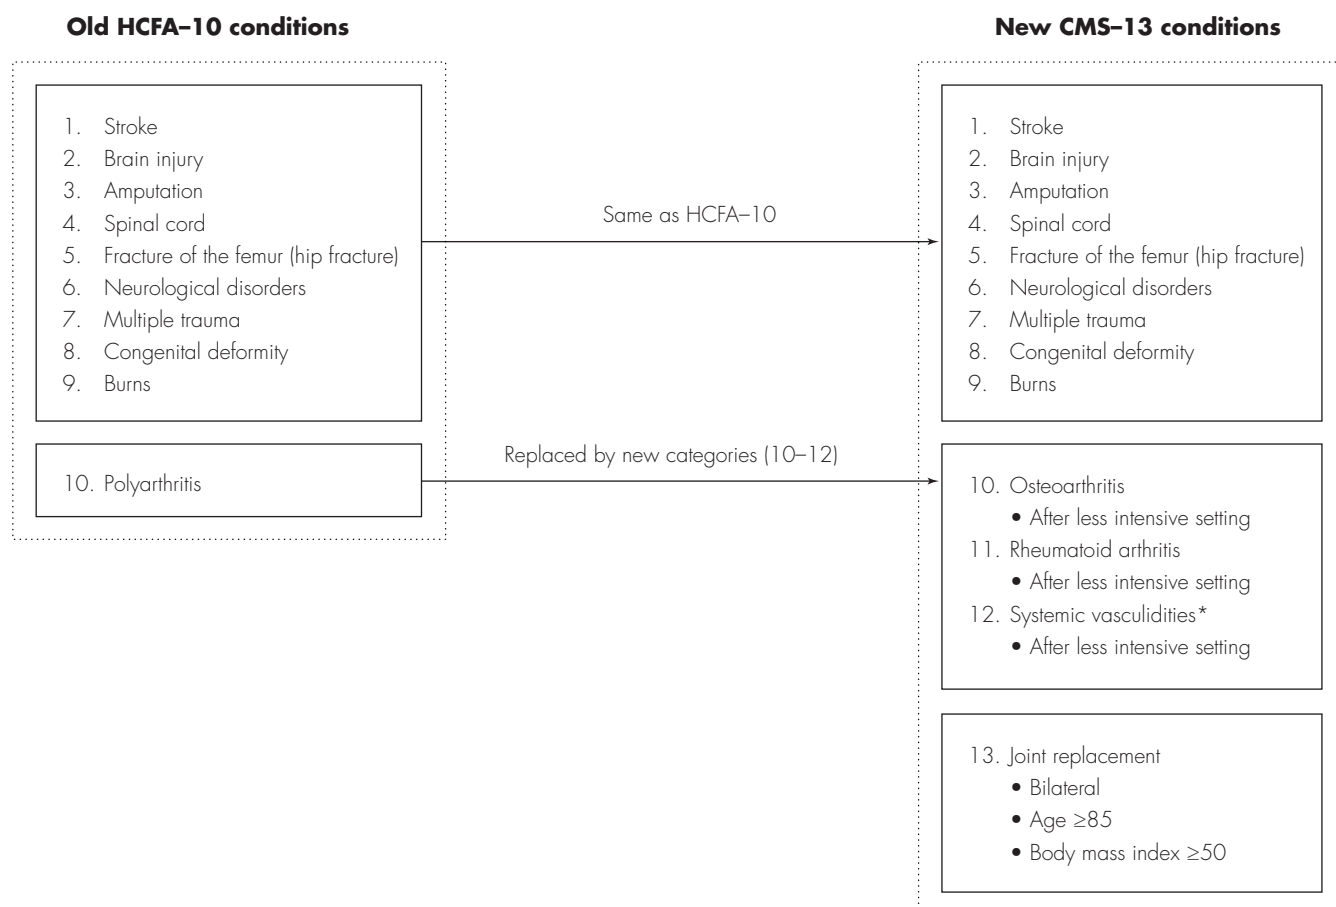 Old HCFA–10 conditions
New CMS–13 conditions
1. Stroke
2. Brain injury
3. Amputation
4. Spinal cord
5. Fracture of the femur (hip fracture)
6. Neurological disorders
7. Multiple trauma
8. Congenital deformity
9. Burns
Same as HCFA–10
1. Stroke
2. Brain injury
3. Amputation
4. Spinal cord
5. Fracture of the femur (hip fracture)
6. Neurological disorders
7. Multiple trauma
8. Congenital deformity
9. Burns
10. Polyarthritis
Replaced by new categories (10–12)
10. Osteoarthritis
• After less intensive setting
11. Rheumatoid arthritis
• After less intensive setting
12. Systemic vasculidities*
• After less intensive setting
13. Joint replacement
• Bilateral
• Age ≥85
• Body mass index ≥50